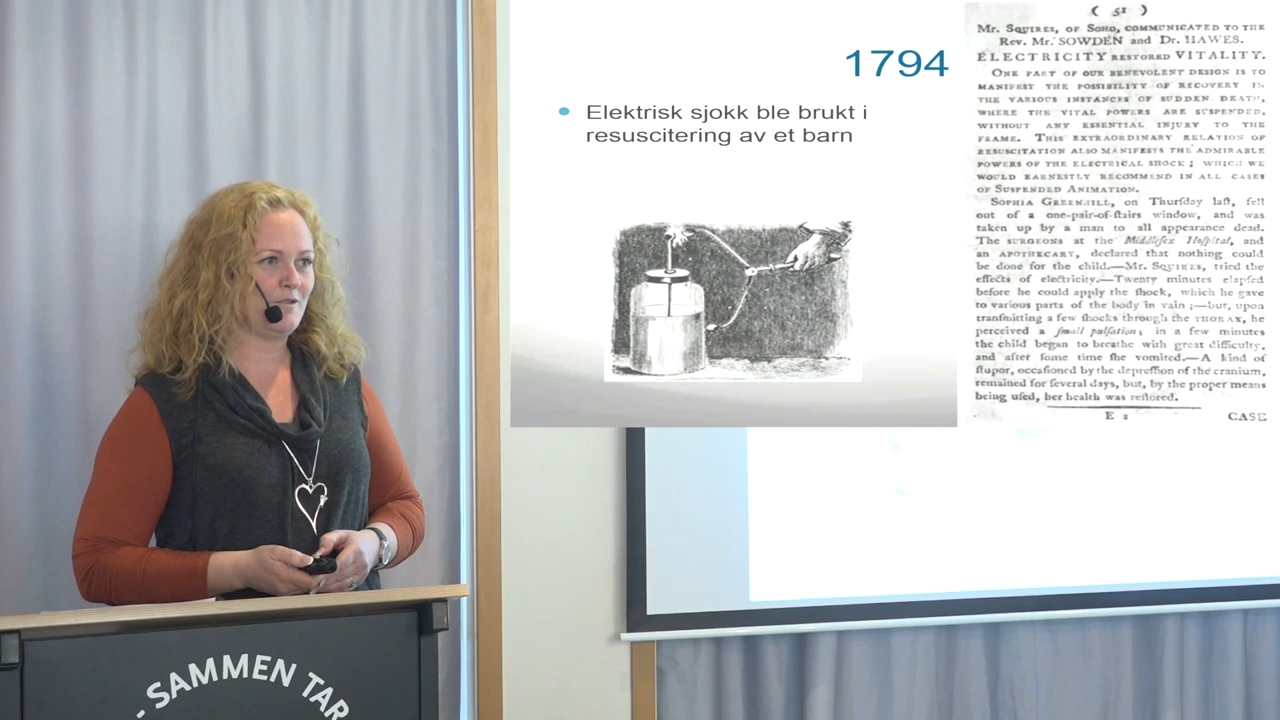 1794
Elektrisk sjokk ble brukt i
resuscitering av et barn
( 51 )
Mr. Squires, of Soho, communicated to the
Rev. Mr. SOWDEN and Dr. HAWES.
ELECTRICITY restored VITALITY.
One part of our benevolent design is to
manifest the possibility of recovery in
the various instances of sudden death,
where the vital powers are suspended,
without any essential injury to the
frame. This extraordinary relation of
resuscitation also manifests the admirable
powers of the electrical shock; which we
would earnestly recommend in all cases
of Suspended Animation.
Sophia Greenhill, on Thurſday laſt, fell
out of a one-pair-of-ſtairs window, and was
taken up by a man to all appearance dead.
The surgeons at the Middleſex Hoſpital, and
an apothecary, declared that nothing could
be done for the child.—Mr. Squires, tried the
effects of electricity.—Twenty minutes elapſed
before he could apply the ſhock, which he gave
to various parts of the body in vain;—but, upon
tranſmitting a few ſhocks through the thorax, he
perceived a ſmall pulſation; in a few minutes
the child began to breathe with great difficulty,
and after ſome time ſhe vomited.—A kind of
ſtupor, occaſioned by the depreſſion of the cranium,
remained for ſeveral days, but, by the proper means
being uſed, her health was reſtored.
E 2 CASE
- SAMMEN TAR